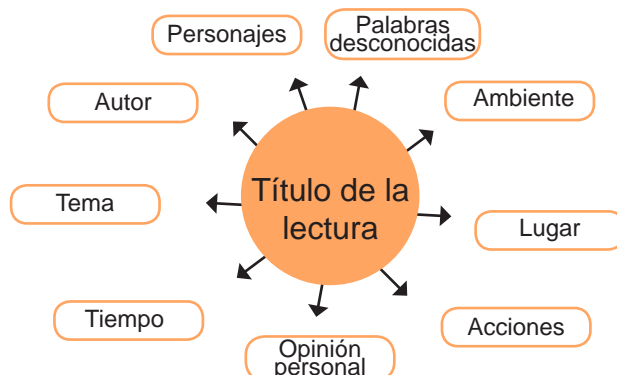 Personajes
Palabras
desconocidas
Autor
Ambiente
Título de la
lectura
Tema
Lugar
Tiempo
Acciones
Opinión
personal